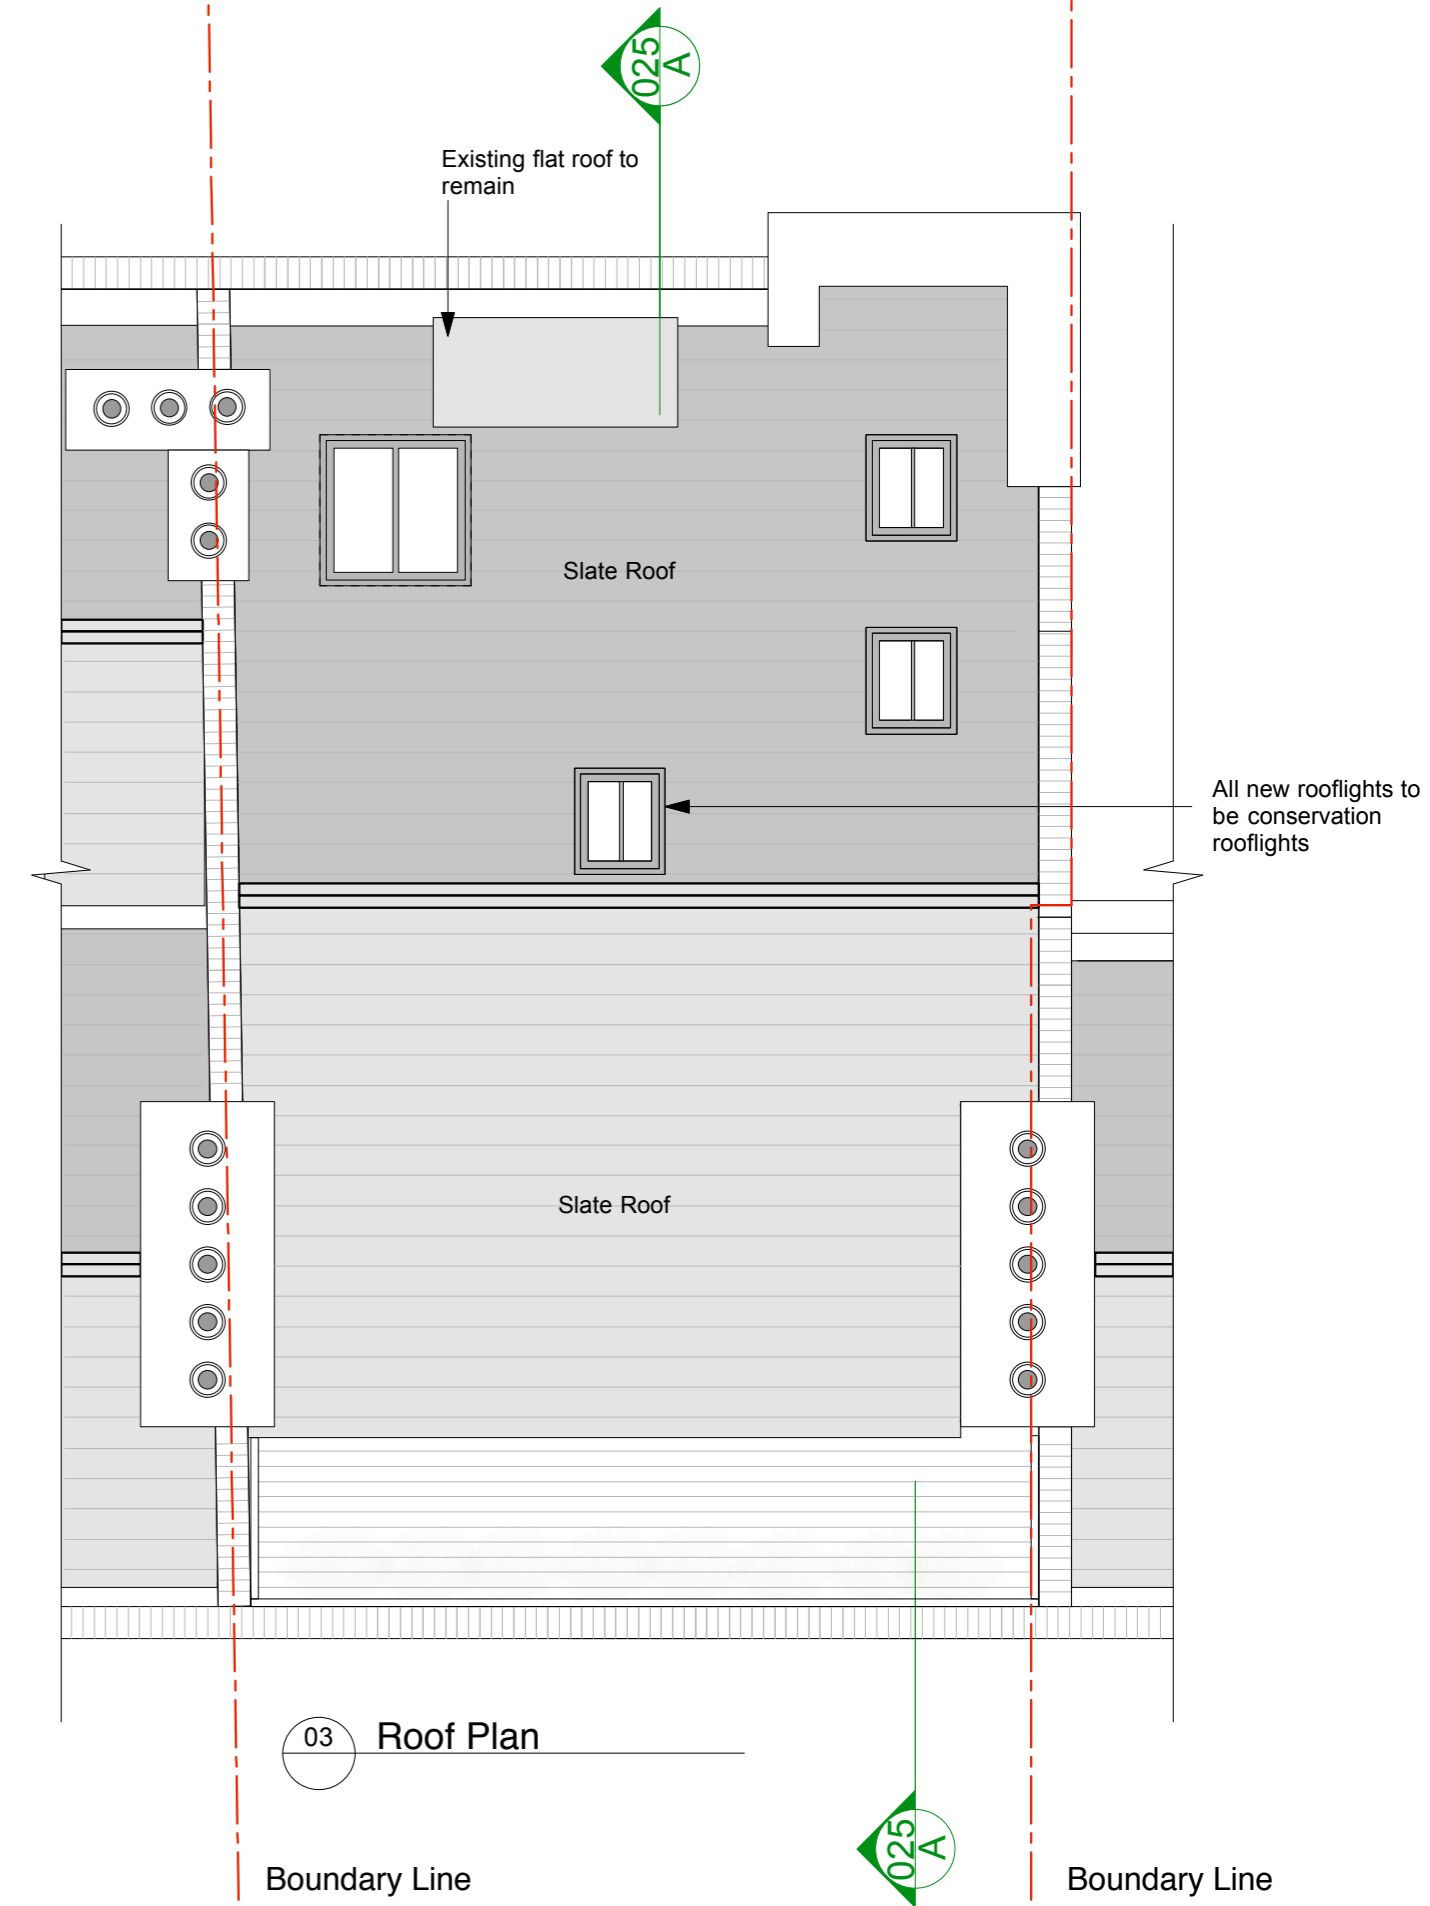 025
A
Existing flat roof to
remain
Slate Roof
All new rooflights to
be conservation
rooflights
Slate Roof
03 Roof Plan
025
A
Boundary Line
Boundary Line